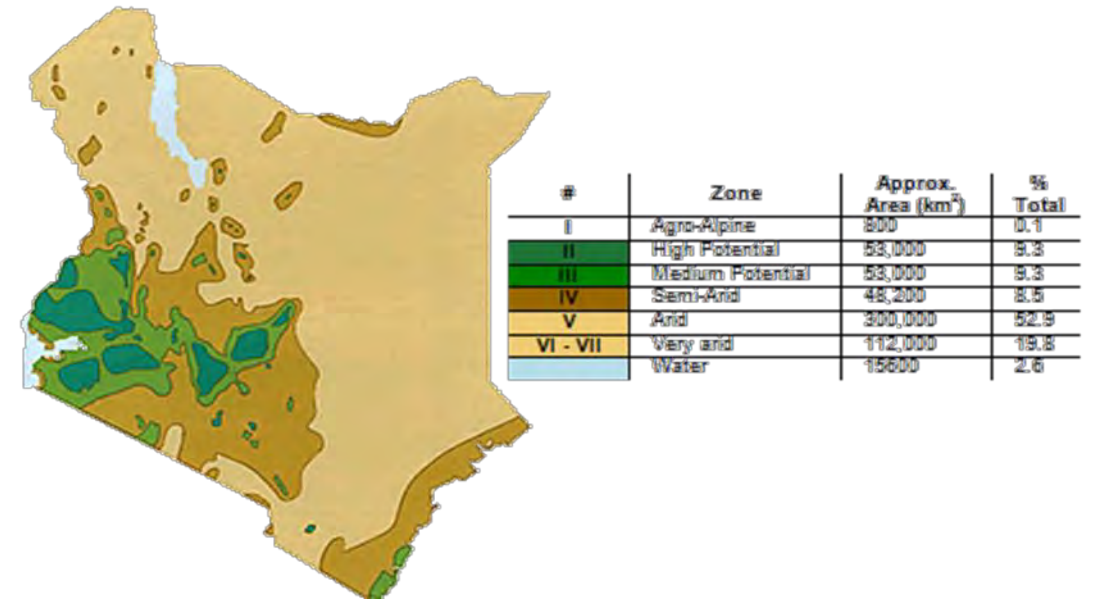 # Zone Approx. Area (km²) % Total
I Agro-Alpine 800 0.1
II High Potential 53,000 9.3
III Medium Potential 53,000 9.3
IV Semi-Arid 48,200 8.5
V Arid 300,000 52.9
VI - VII Very arid 112,000 19.8
Water 15600 2.6